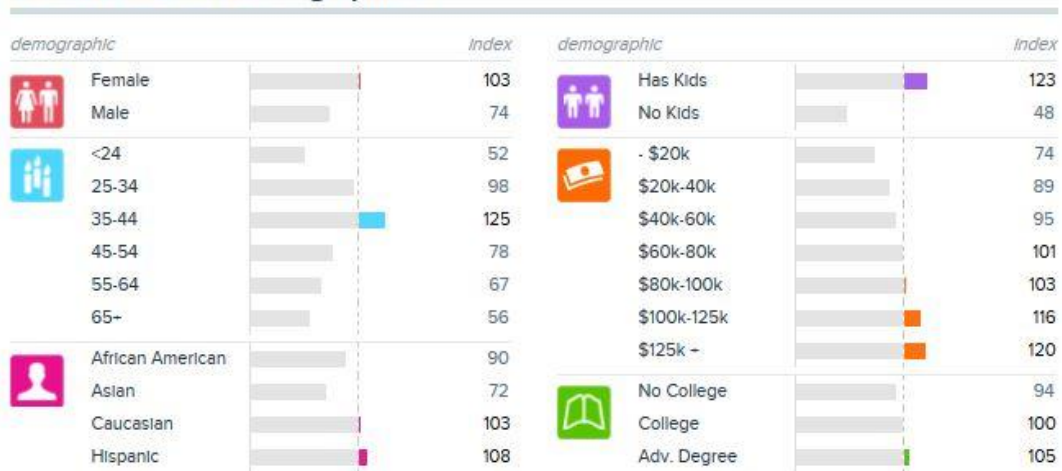 demographic index
Female 103
Male 74
<24 52
25-34 98
35-44 125
45-54 78
55-64 67
65+ 56
African American 90
Asian 72
Caucasian 103
Hispanic 108
demographic index
Has Kids 123
No Kids 48
- $20k 74
$20k-40k 89
$40k-60k 95
$60k-80k 101
$80k-100k 103
$100k-125k 116
$125k + 120
No College 94
College 100
Adv. Degree 105